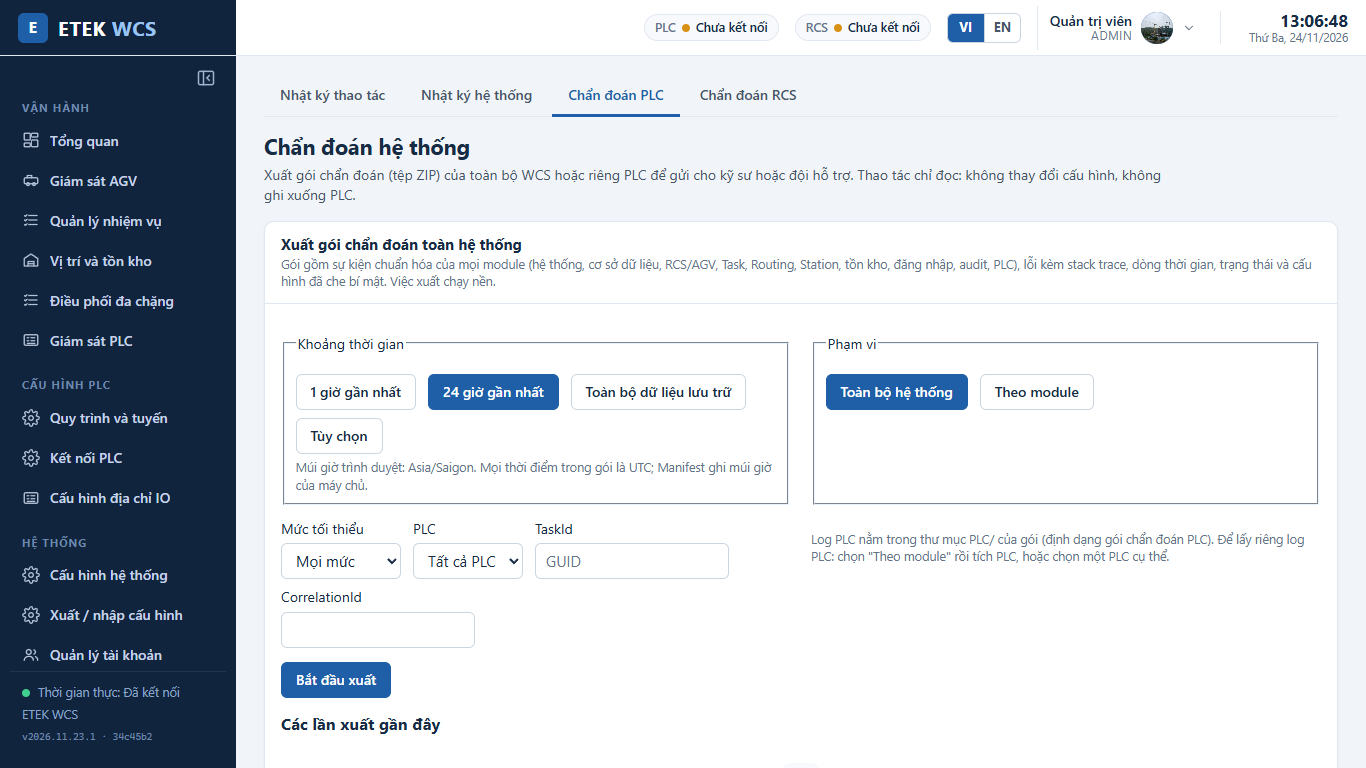 E
ETEK WCS
PLC Chưa kết nối
RCS Chưa kết nối
VI EN
Quản trị viên
ADMIN
13:06:48
Thứ Ba, 24/11/2026
VẬN HÀNH
Tổng quan
Giám sát AGV
Quản lý nhiệm vụ
Vị trí và tồn kho
Điều phối đa chặng
Giám sát PLC
CẤU HÌNH PLC
Quy trình và tuyến
Kết nối PLC
Cấu hình địa chỉ IO
HỆ THỐNG
Cấu hình hệ thống
Xuất / nhập cấu hình
Quản lý tài khoản
Thời gian thực: Đã kết nối
ETEK WCS
v2026.11.23.1 · 34c45b2
Nhật ký thao tác
Nhật ký hệ thống
Chẩn đoán PLC
Chẩn đoán RCS
Chẩn đoán hệ thống
Xuất gói chẩn đoán (tệp ZIP) của toàn bộ WCS hoặc riêng PLC để gửi cho kỹ sư hoặc đội hỗ trợ. Thao tác chỉ đọc: không thay đổi cấu hình, không
ghi xuống PLC.
Xuất gói chẩn đoán toàn hệ thống
Gói gồm sự kiện chuẩn hóa của mọi module (hệ thống, cơ sở dữ liệu, RCS/AGV, Task, Routing, Station, tồn kho, đăng nhập, audit, PLC), lỗi kèm stack trace, dòng thời gian, trạng thái và cấu
hình đã che bí mật. Việc xuất chạy nền.
Khoảng thời gian
1 giờ gần nhất
24 giờ gần nhất
Toàn bộ dữ liệu lưu trữ
Tùy chọn
Múi giờ trình duyệt: Asia/Saigon. Mọi thời điểm trong gói là UTC; Manifest ghi múi giờ
của máy chủ.
Phạm vi
Toàn bộ hệ thống
Theo module
Mức tối thiểu
Mọi mức
PLC
Tất cả PLC
TaskId
GUID
Log PLC nằm trong thư mục PLC/ của gói (định dạng gói chẩn đoán PLC). Để lấy riêng log
PLC: chọn "Theo module" rồi tích PLC, hoặc chọn một PLC cụ thể.
CorrelationId
Bắt đầu xuất
Các lần xuất gần đây